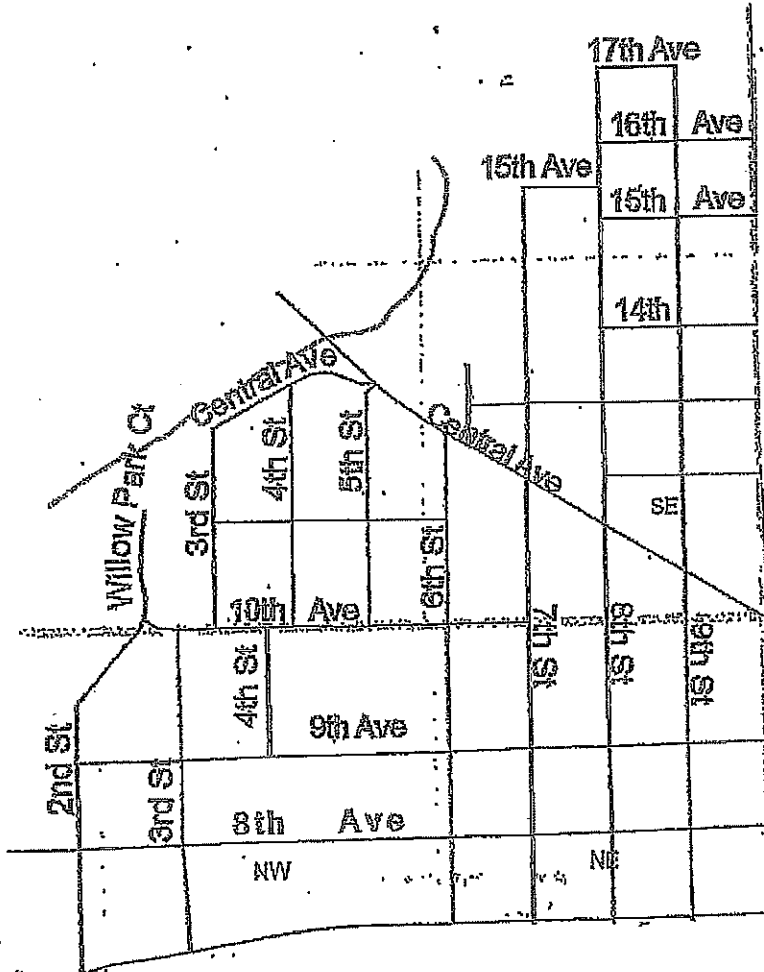 17th Ave
16th Ave
15th Ave
15th Ave
14th
Central Ave
Central Ave
Willow Park Ct
3rd St
4th St
5th St
6th St
SE
10th Ave
7th St
8th St
9th St
4th St
9th Ave
2nd St
3rd St
8th Ave
NW
NE